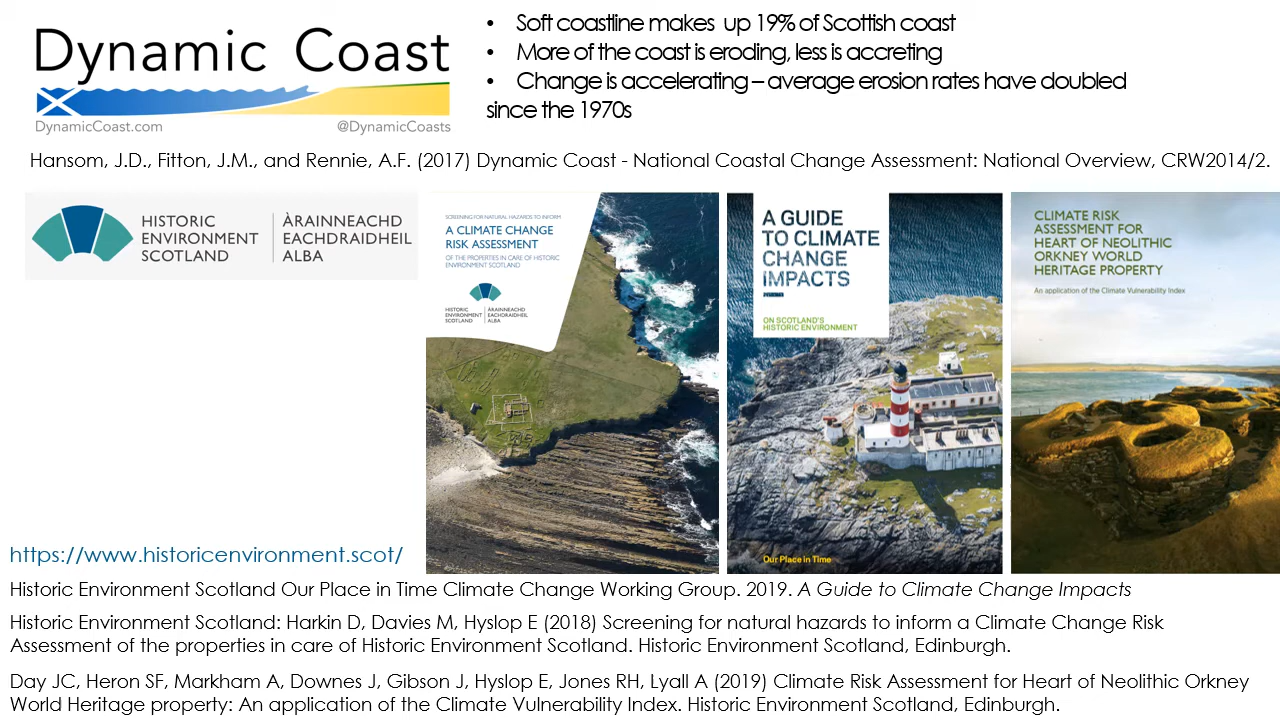 Dynamic Coast
DynamicCoast.com @DynamicCoasts
• Soft coastline makes up 19% of Scottish coast
• More of the coast is eroding, less is accreting
• Change is accelerating – average erosion rates have doubled
since the 1970s
Hansom, J.D., Fitton, J.M., and Rennie, A.F. (2017) Dynamic Coast - National Coastal Change Assessment: National Overview, CRW2014/2.
HISTORIC
ENVIRONMENT
SCOTLAND
ÀRAINNEACHD
EACHDRAIDHEIL
ALBA
SCREENING FOR NATURAL HAZARDS TO INFORM
A CLIMATE CHANGE
RISK ASSESSMENT
OF THE PROPERTIES IN CARE OF HISTORIC
ENVIRONMENT SCOTLAND
HISTORIC
ENVIRONMENT
SCOTLAND
ÀRAINNEACHD
EACHDRAIDHEIL
ALBA
A GUIDE
TO CLIMATE
CHANGE
IMPACTS
ON SCOTLAND'S
HISTORIC ENVIRONMENT
Our Place in Time
CLIMATE RISK
ASSESSMENT FOR
HEART OF NEOLITHIC
ORKNEY WORLD
HERITAGE PROPERTY
An application of the Climate Vulnerability Index
https://www.historicenvironment.scot/
Historic Environment Scotland Our Place in Time Climate Change Working Group. 2019. A Guide to Climate Change Impacts
Historic Environment Scotland: Harkin D, Davies M, Hyslop E (2018) Screening for natural hazards to inform a Climate Change Risk
Assessment of the properties in care of Historic Environment Scotland. Historic Environment Scotland, Edinburgh.
Day JC, Heron SF, Markham A, Downes J, Gibson J, Hyslop E, Jones RH, Lyall A (2019) Climate Risk Assessment for Heart of Neolithic Orkney
World Heritage property: An application of the Climate Vulnerability Index. Historic Environment Scotland, Edinburgh.